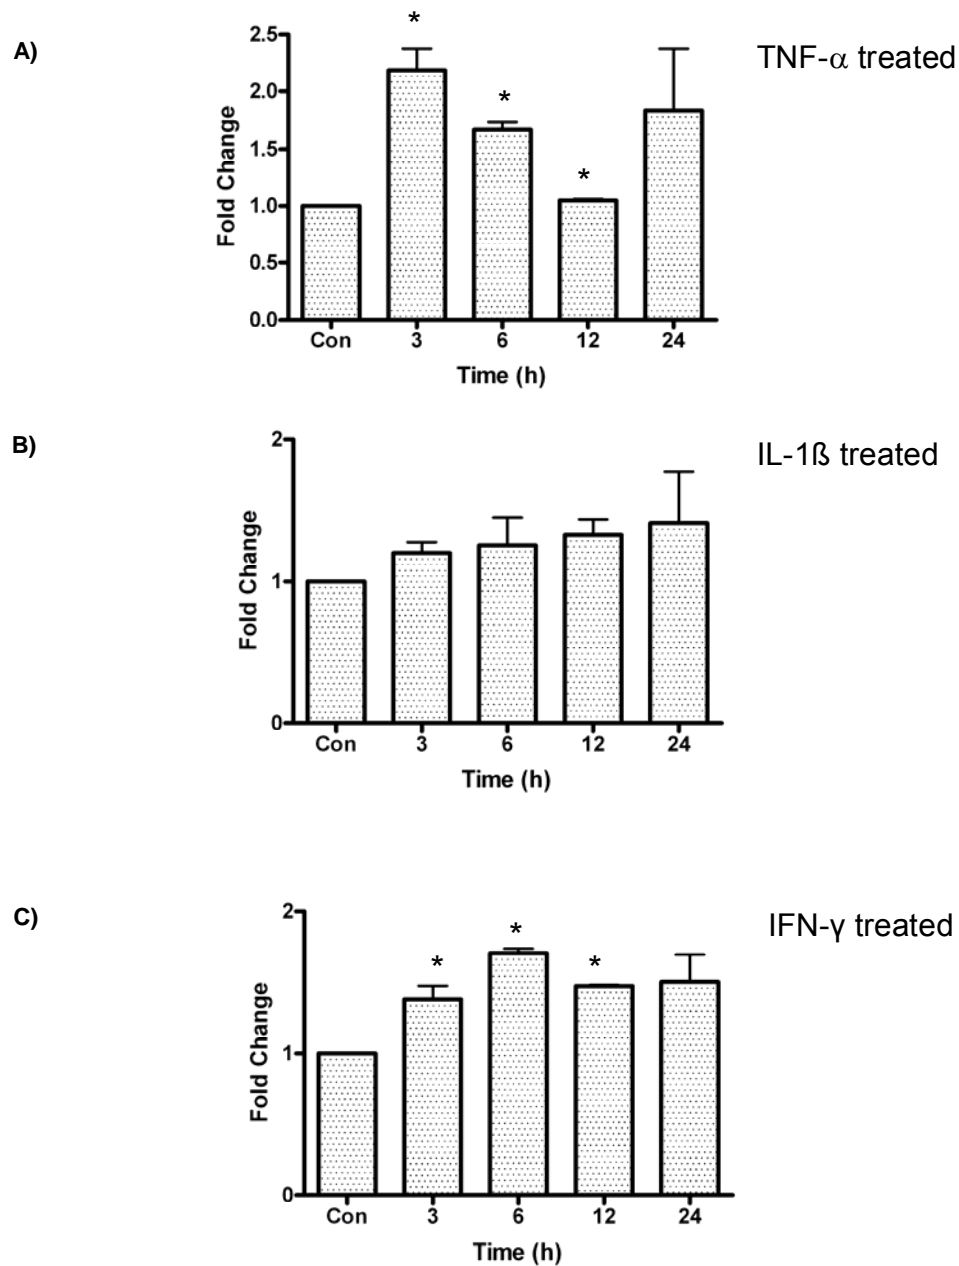 A)
TNF-α treated
Fold Change
2.5
2.0
1.5
1.0
0.5
0.0
* * *
Con 3 6 12 24
Time (h)
B)
IL-1ß treated
Fold Change
2
1
0
Con 3 6 12 24
Time (h)
C)
IFN-γ treated
Fold Change
2
1
0
* * *
Con 3 6 12 24
Time (h)